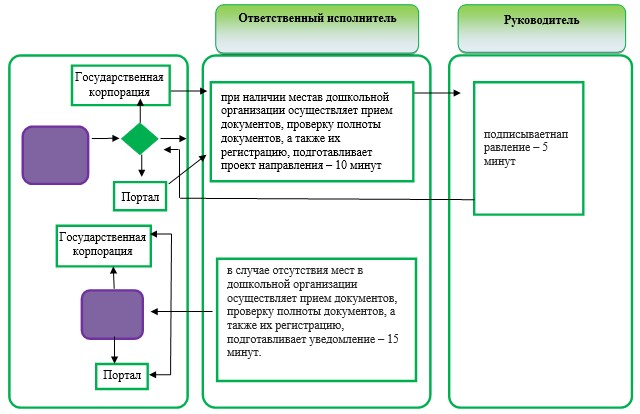 Ответственный исполнитель
Руководитель
Государственная
корпорация
при наличии местав дошкольной
организации осуществляет прием
документов, проверку полноты
документов, а также их
регистрацию, подготавливает
проект направления – 10 минут
подписываетнап
равление – 5
минут
Портал
Государственная
корпорация
в случае отсутствия мест в
дошкольной организации
осуществляет прием документов,
проверку полноты документов, а
также их регистрацию,
подготавливает уведомление – 15
минут.
Портал